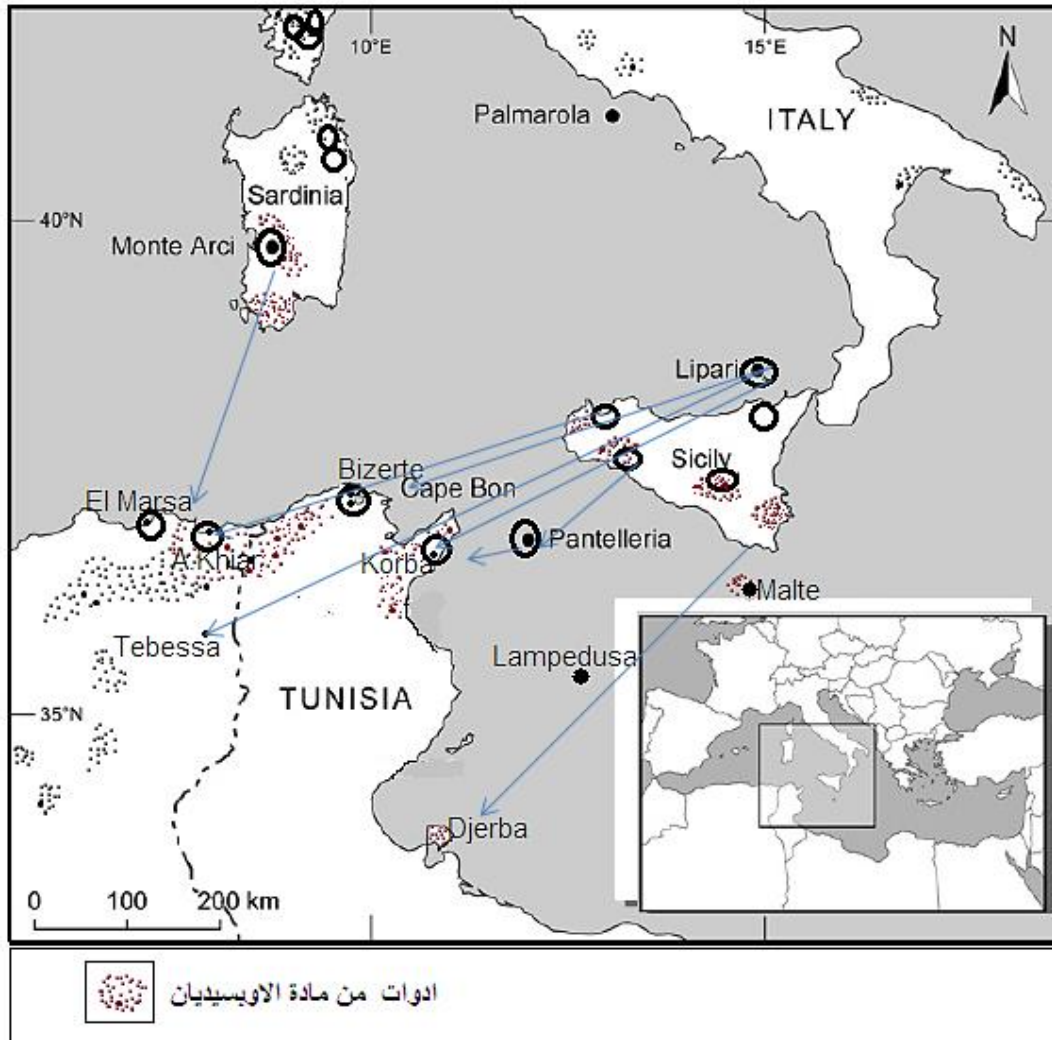 10°E
15°E
N
Palmarola
ITALY
Sardinia
40°N
Monte Arci
Lipari
Bizerte
Sicily
El Marsa
Cape Bon
A Khiar
Korba
Pantelleria
Malte
Tebessa
Lampedusa
TUNISIA
35°N
Djerba
0 100 200 km
ادوات من مادة الاوبسيديان